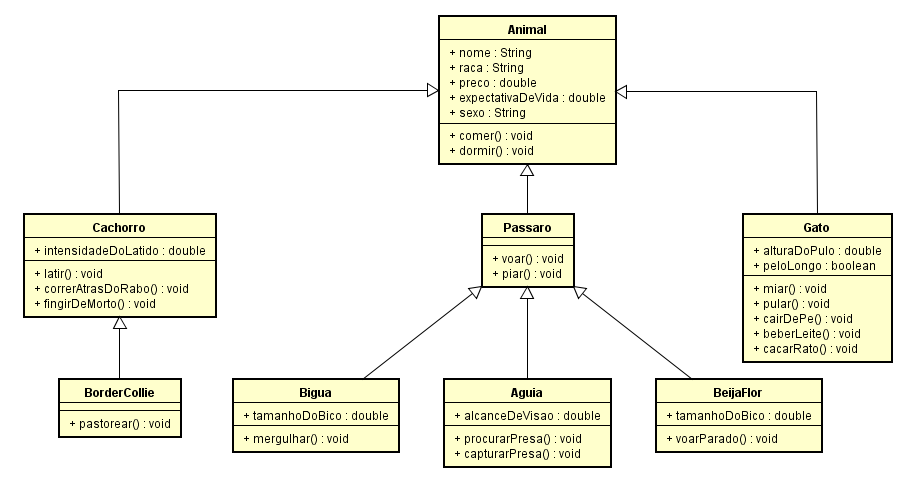 Animal
+ nome : String
+ raca : String
+ preco : double
+ expectativaDeVida : double
+ sexo : String
+ comer() : void
+ dormir() : void
Cachorro
+ intensidadeDoLatido : double
+ latir() : void
+ correrAtrasDoRabo() : void
+ fingirDeMorto() : void
Passaro
+ voar() : void
+ piar() : void
Gato
+ alturaDoPulo : double
+ peloLongo : boolean
+ miar() : void
+ pular() : void
+ cairDePe() : void
+ beberLeite() : void
+ cacarRato() : void
BorderCollie
+ pastorear() : void
Bigua
+ tamanhoDoBico : double
+ mergulhar() : void
Aguia
+ alcanceDeVisao : double
+ procurarPresa() : void
+ capturarPresa() : void
BeijaFlor
+ tamanhoDoBico : double
+ voarParado() : void